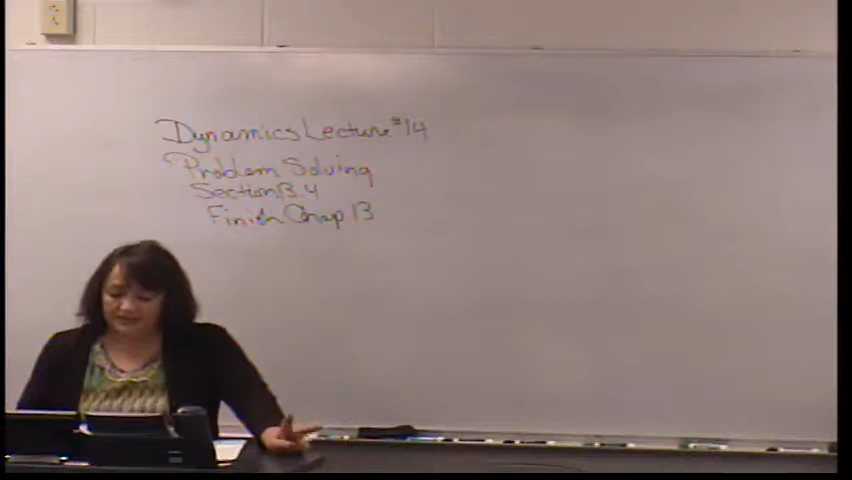 Dynamics Lecture #14
Problem Solving
Section 13.4
Finish Chap 13